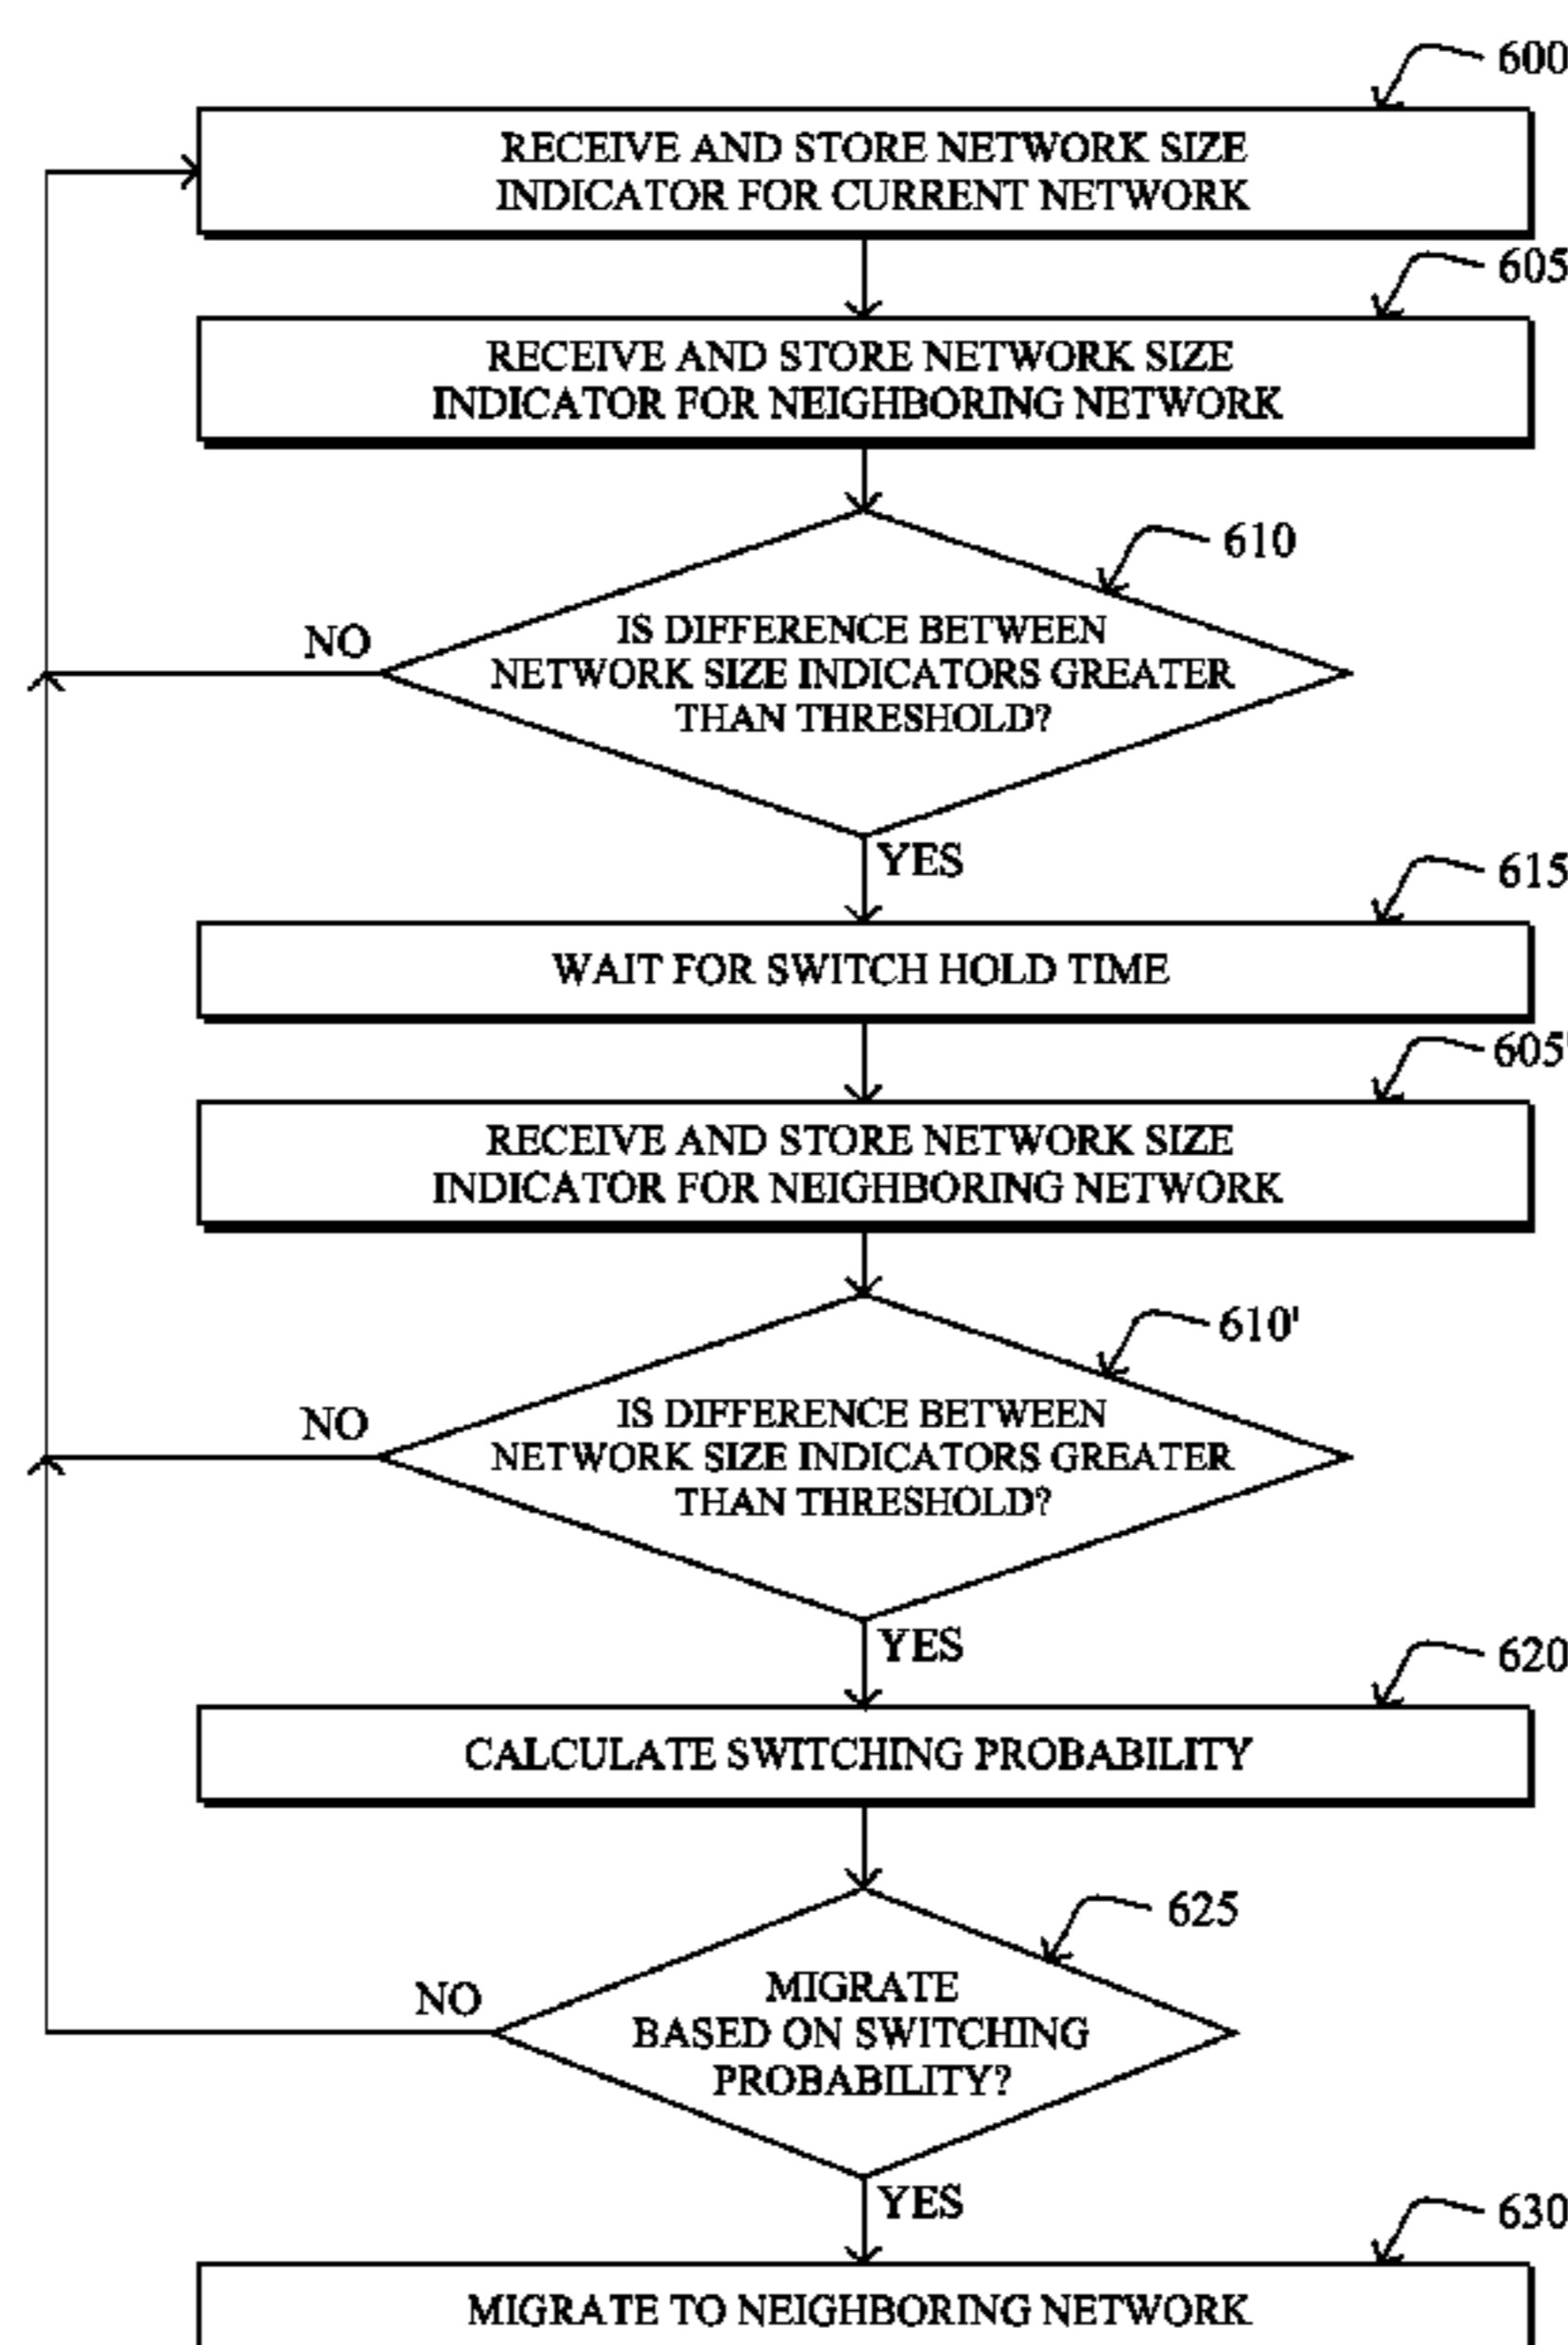 600
RECEIVE AND STORE NETWORK SIZE
INDICATOR FOR CURRENT NETWORK
605
RECEIVE AND STORE NETWORK SIZE
INDICATOR FOR NEIGHBORING NETWORK
610
IS DIFFERENCE BETWEEN
NETWORK SIZE INDICATORS GREATER
THAN THRESHOLD?
NO
YES
615
WAIT FOR SWITCH HOLD TIME
605'
RECEIVE AND STORE NETWORK SIZE
INDICATOR FOR NEIGHBORING NETWORK
610'
IS DIFFERENCE BETWEEN
NETWORK SIZE INDICATORS GREATER
THAN THRESHOLD?
NO
YES
620
CALCULATE SWITCHING PROBABILITY
625
MIGRATE
BASED ON SWITCHING
PROBABILITY?
NO
YES
630
MIGRATE TO NEIGHBORING NETWORK